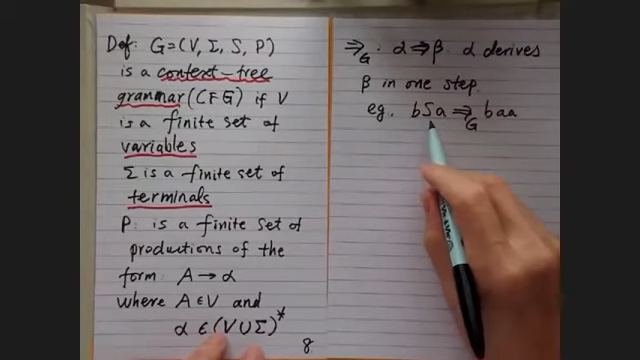 Def: G=(V, Σ, S, P)
is a context-free
grammar (CFG) if V
is a finite set of
variables
Σ is a finite set of
terminals
P: is a finite set of
productions of the
form: A → α
where A ∈ V and
α ∈ (V ∪ Σ)*
8
⇒G: α ⇒ β. α derives
β in one step.
eg. bSa ⇒G baa